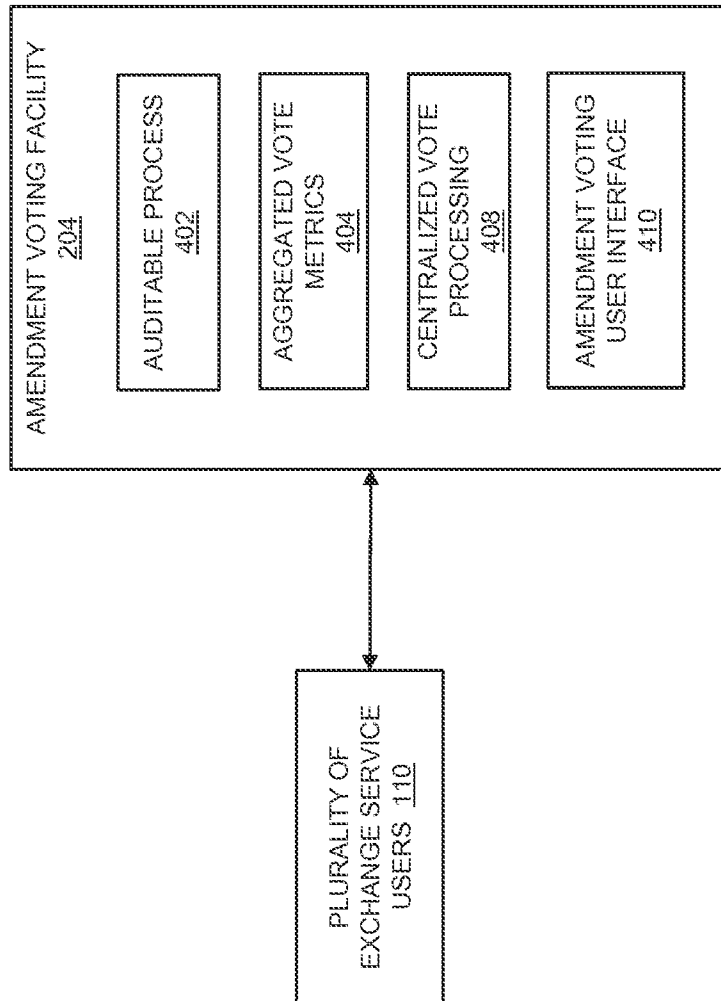 AMENDMENT VOTING FACILITY
204
AUDITABLE PROCESS
402
AGGREGATED VOTE
METRICS
404
CENTRALIZED VOTE
PROCESSING
408
AMENDMENT VOTING
USER INTERFACE
410
PLURALITY OF
EXCHANGE SERVICE
USERS 110